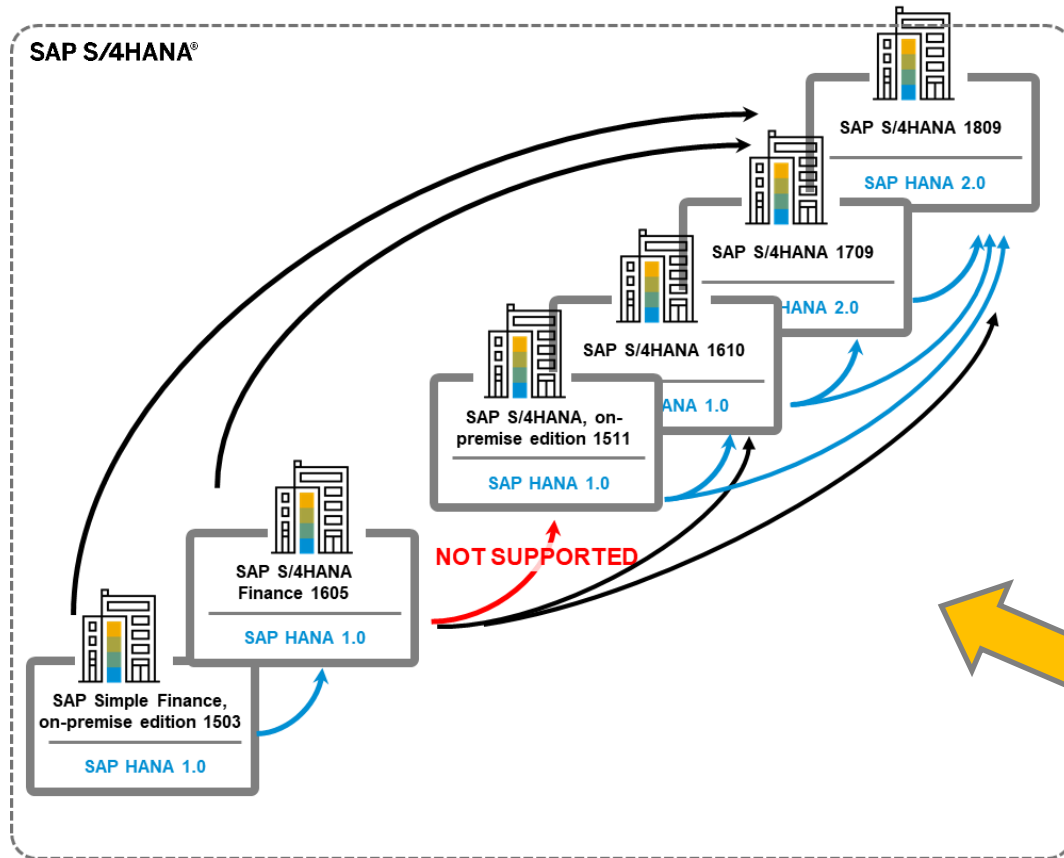 SAP S/4HANA®
SAP S/4HANA 1809
SAP HANA 2.0
SAP S/4HANA 1709
HANA 2.0
SAP S/4HANA 1610
ANA 1.0
SAP S/4HANA, on-
premise edition 1511
SAP HANA 1.0
NOT SUPPORTED
SAP S/4HANA
Finance 1605
SAP HANA 1.0
SAP Simple Finance,
on-premise edition 1503
SAP HANA 1.0